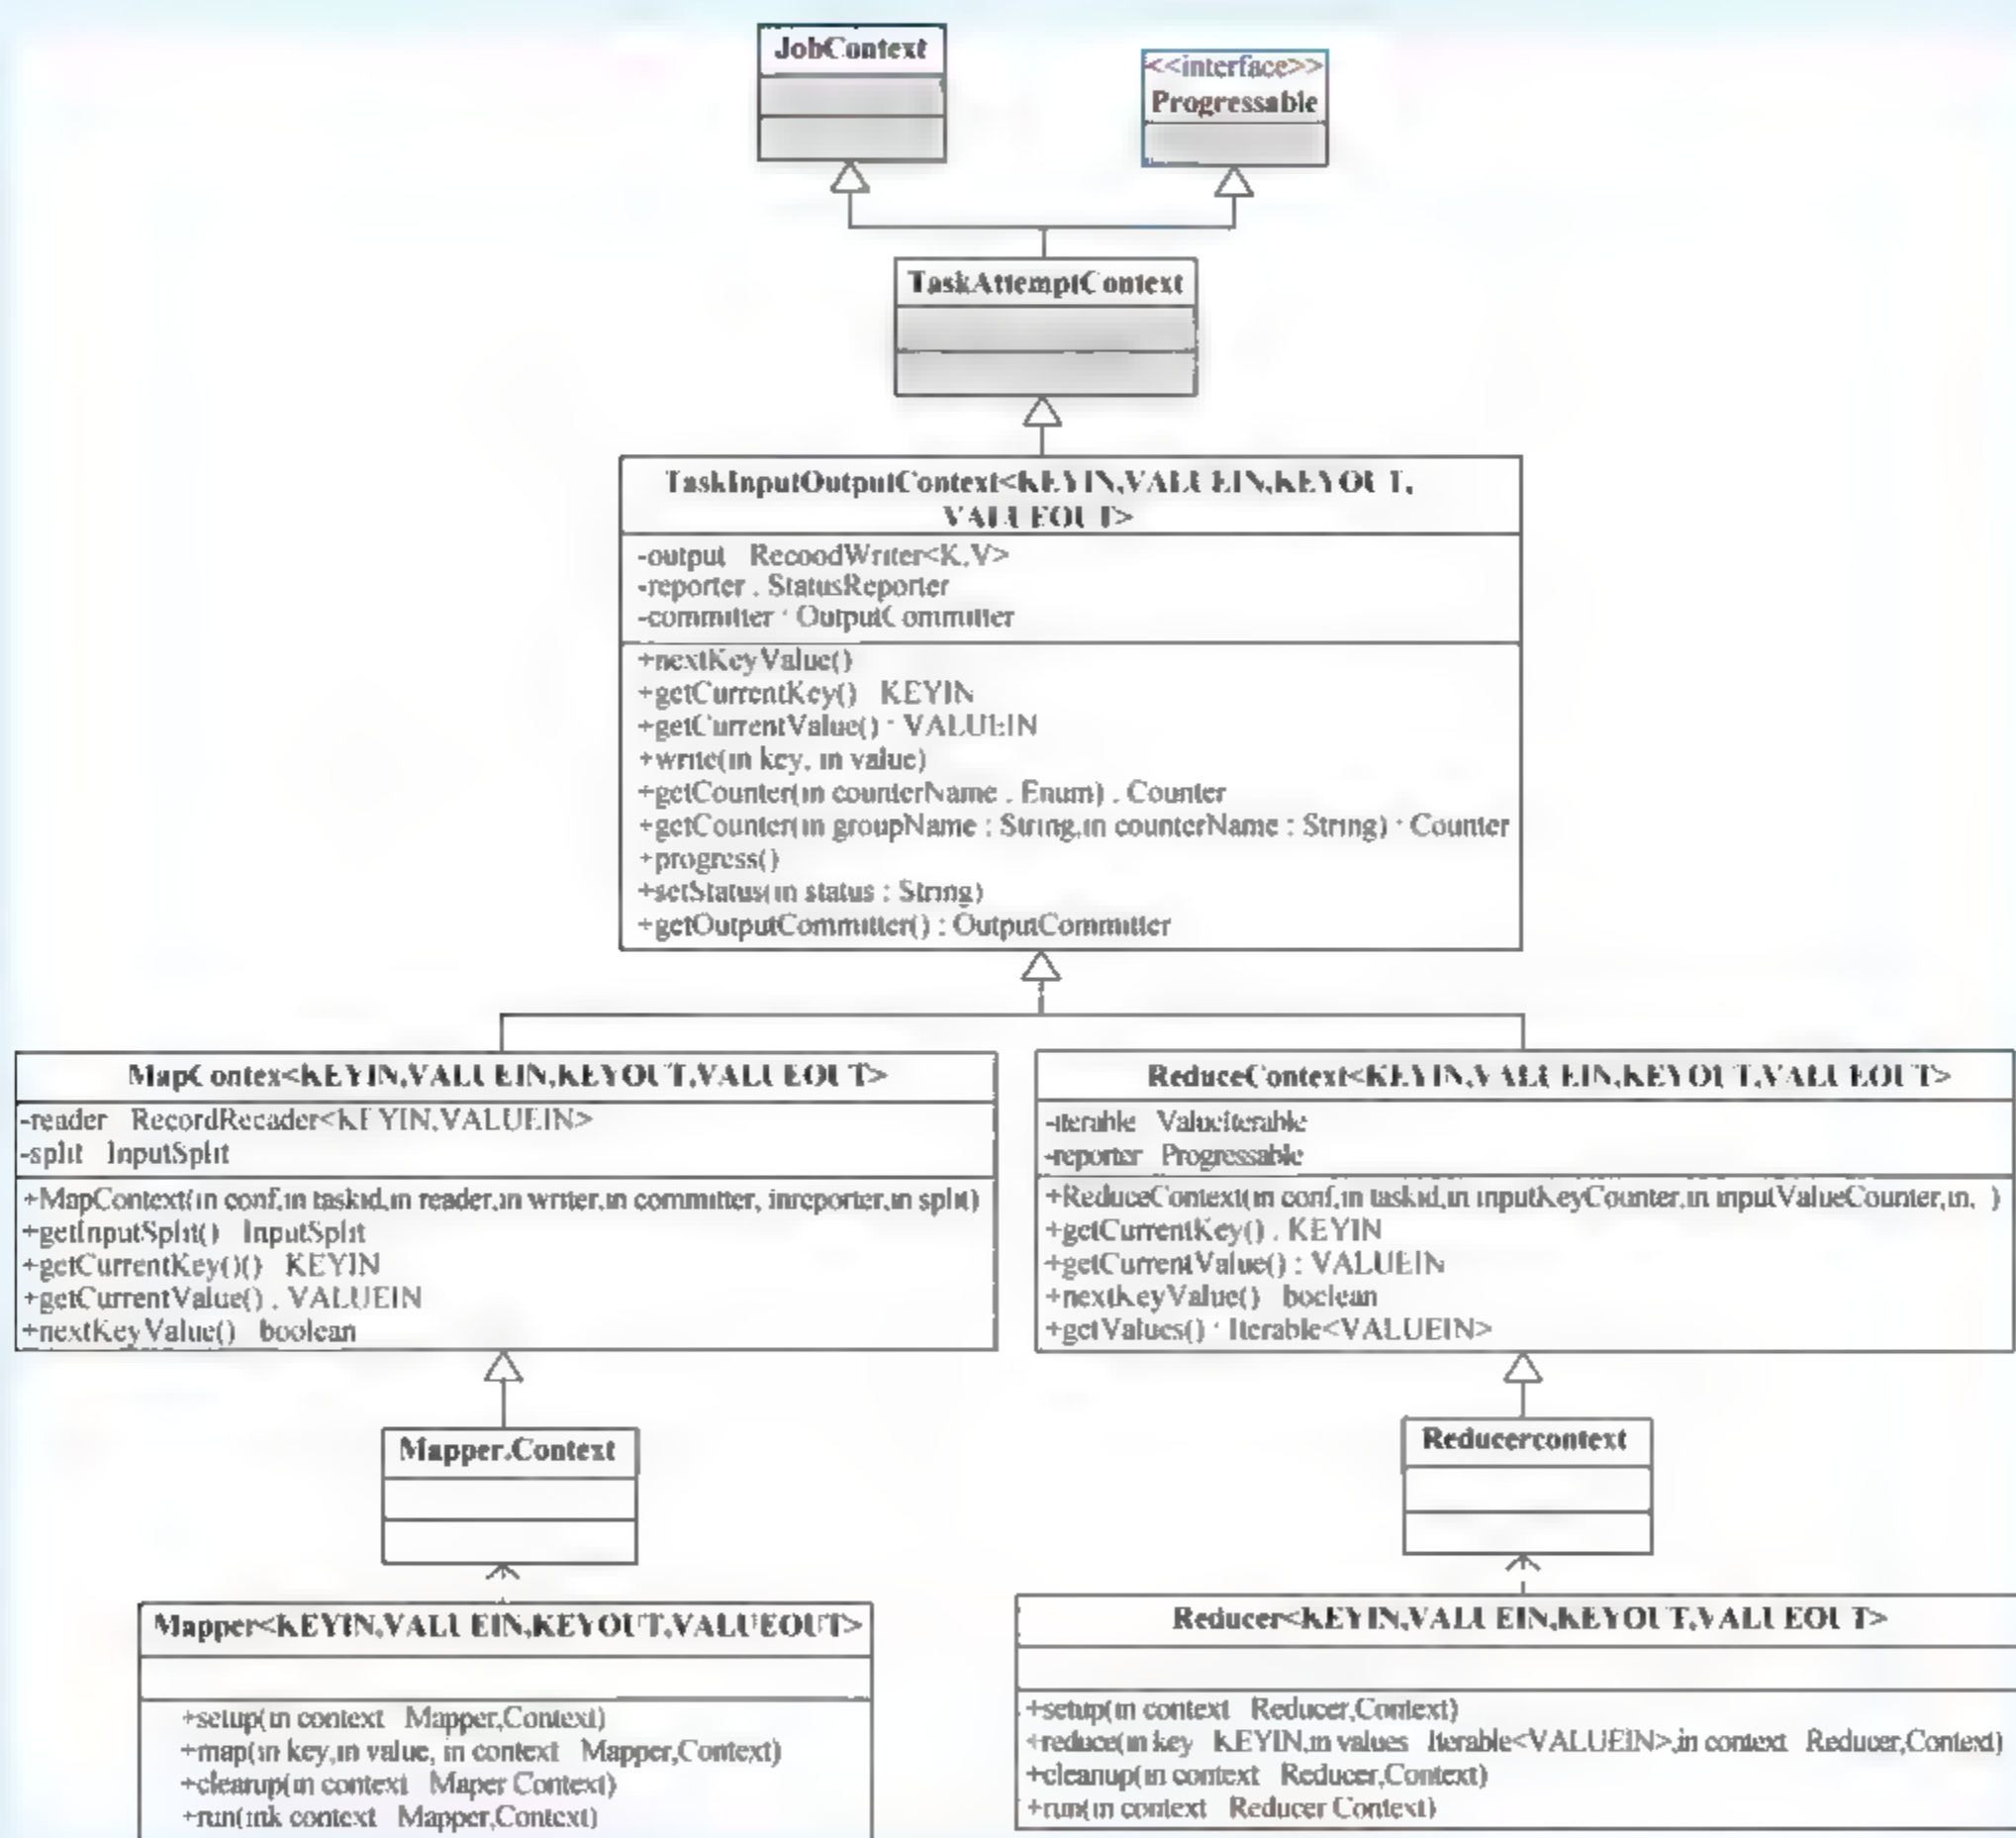 JobContext
<<interface>>
Progressable
TaskAttemptContext
TaskInputOutputContext<KEYIN,VALUEIN,KEYOUT,
VALUEOUT>
-output RecoodWriter<K,V>
-reporter . StatusReporter
-committer : OutputCommitter
+nextKeyValue()
+getCurrentKey() KEYIN
+getCurrentValue() : VALUEIN
+write(in key, in value)
+getCounter(in counterName . Enum) . Counter
+getCounter(in groupName : String,in counterName : String) : Counter
+progress()
+setStatus(in status : String)
+getOutputCommitter() : OutputCommitter
MapContex<KEYIN,VALUEIN,KEYOUT,VALUEOUT>
-reader RecordRecader<KEYIN,VALUEIN>
-split InputSplit
+MapContext(in conf,in taskid,in reader,in writer,in committer, inreporter,in split)
+getInputSplit() InputSplit
+getCurrentKey()() KEYIN
+getCurrentValue() . VALUEIN
+nextKeyValue() boolean
ReduceContext<KEYIN,VALUEIN,KEYOUT,VALUEOUT>
-iterable ValueIterable
-reporter Progressable
+ReduceContext(in conf,in taskid,in inputKeyCounter,in inputValueCounter,in, )
+getCurrentKey() . KEYIN
+getCurrentValue() : VALUEIN
+nextKeyValue() boclean
+getValues() : Iterable<VALUEIN>
Mapper.Context
Reducercontext
Mapper<KEYIN,VALUEIN,KEYOUT,VALUEOUT>
+setup(in context Mapper,Context)
+map(in key,in value, in context Mapper,Context)
+cleanup(in context Maper Context)
+run(ink context Mapper,Context)
Reducer<KEYIN,VALUEIN,KEYOUT,VALUEOUT>
+setup(in context Reducer,Context)
+reduce(in key KEYIN,in values Iterable<VALUEIN>,in context Reducer,Context)
+cleanup(in context Reducer,Context)
+run(in context Reducer Context)